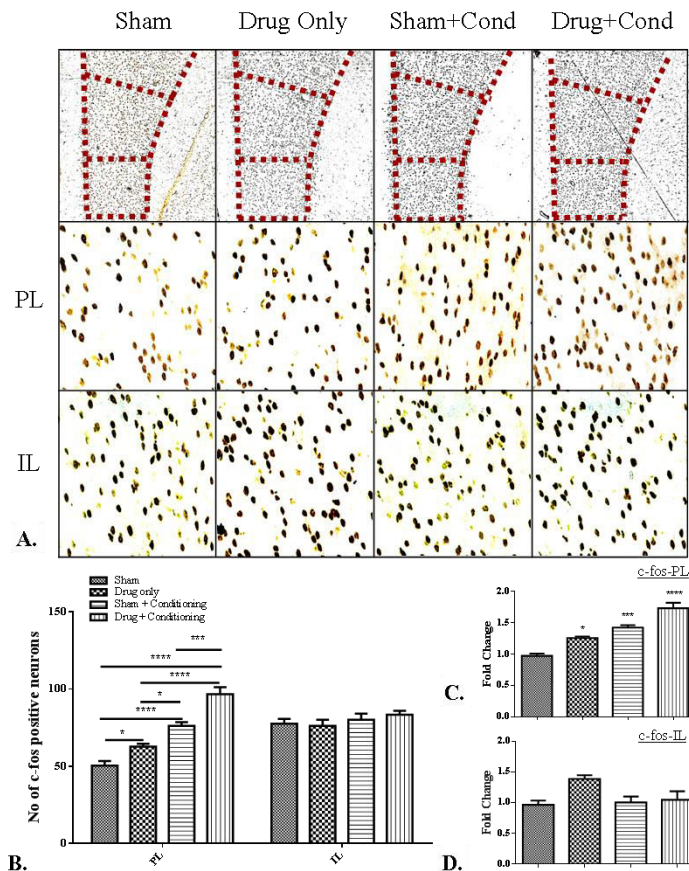 Sham Drug Only Sham+Cond Drug+Cond
PL
IL
A.
Sham
Drug only
Sham + Conditioning
Drug + Conditioning
No of c-fos positive neurons
150
100
50
0
***
****
****
*
****
*
PL IL
B.
c-fos-PL
Fold Change
2.0
1.5
1.0
0.5
0.0
* *** ****
C.
c-fos-IL
Fold Change
2.0
1.5
1.0
0.5
0.0
D.